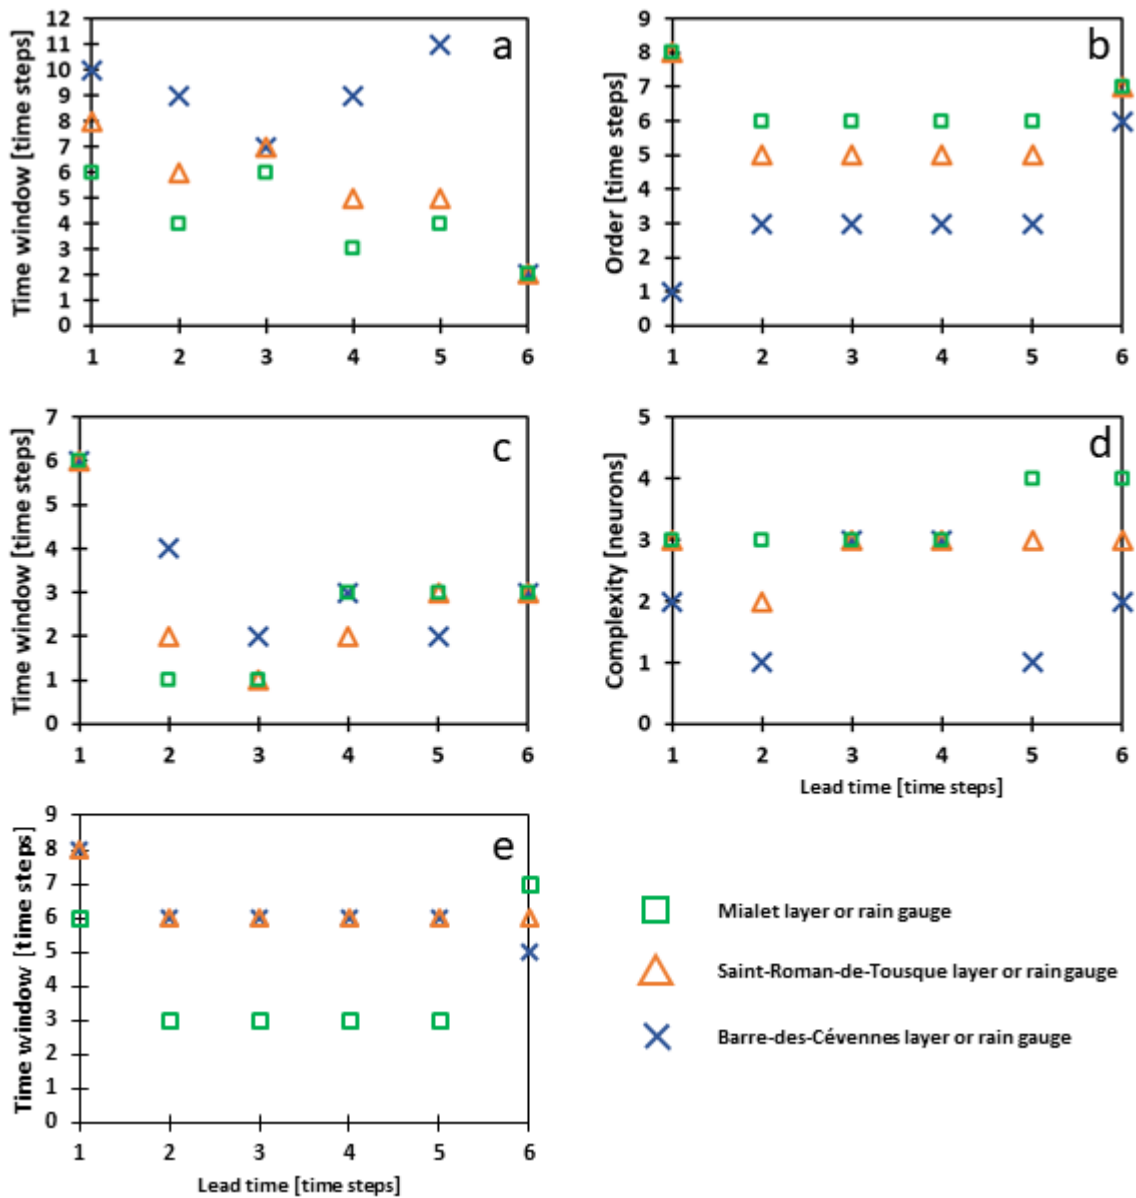 a
Time window [time steps]
12
11
10
9
8
7
6
5
4
3
2
1
0
1 2 3 4 5 6
b
Order [time steps]
9
8
7
6
5
4
3
2
1
0
1 2 3 4 5 6
c
Time window [time steps]
7
6
5
4
3
2
1
0
1 2 3 4 5 6
d
Complexity [neurons]
5
4
3
2
1
0
1 2 3 4 5 6
Lead time [time steps]
e
Time window [time steps]
9
8
7
6
5
4
3
2
1
0
1 2 3 4 5 6
Lead time [time steps]
Mialet layer or rain gauge
Saint-Roman-de-Tousque layer or rain gauge
Barre-des-Cévennes layer or rain gauge